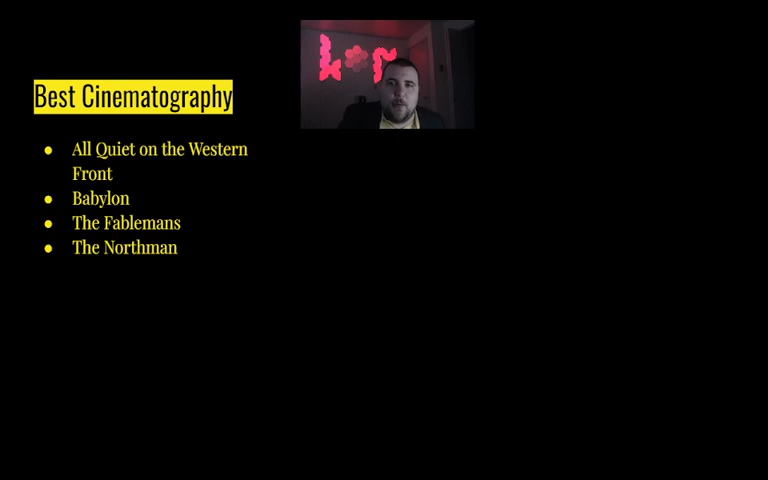 Best Cinematography
● All Quiet on the Western
Front
● Babylon
● The Fablemans
● The Northman